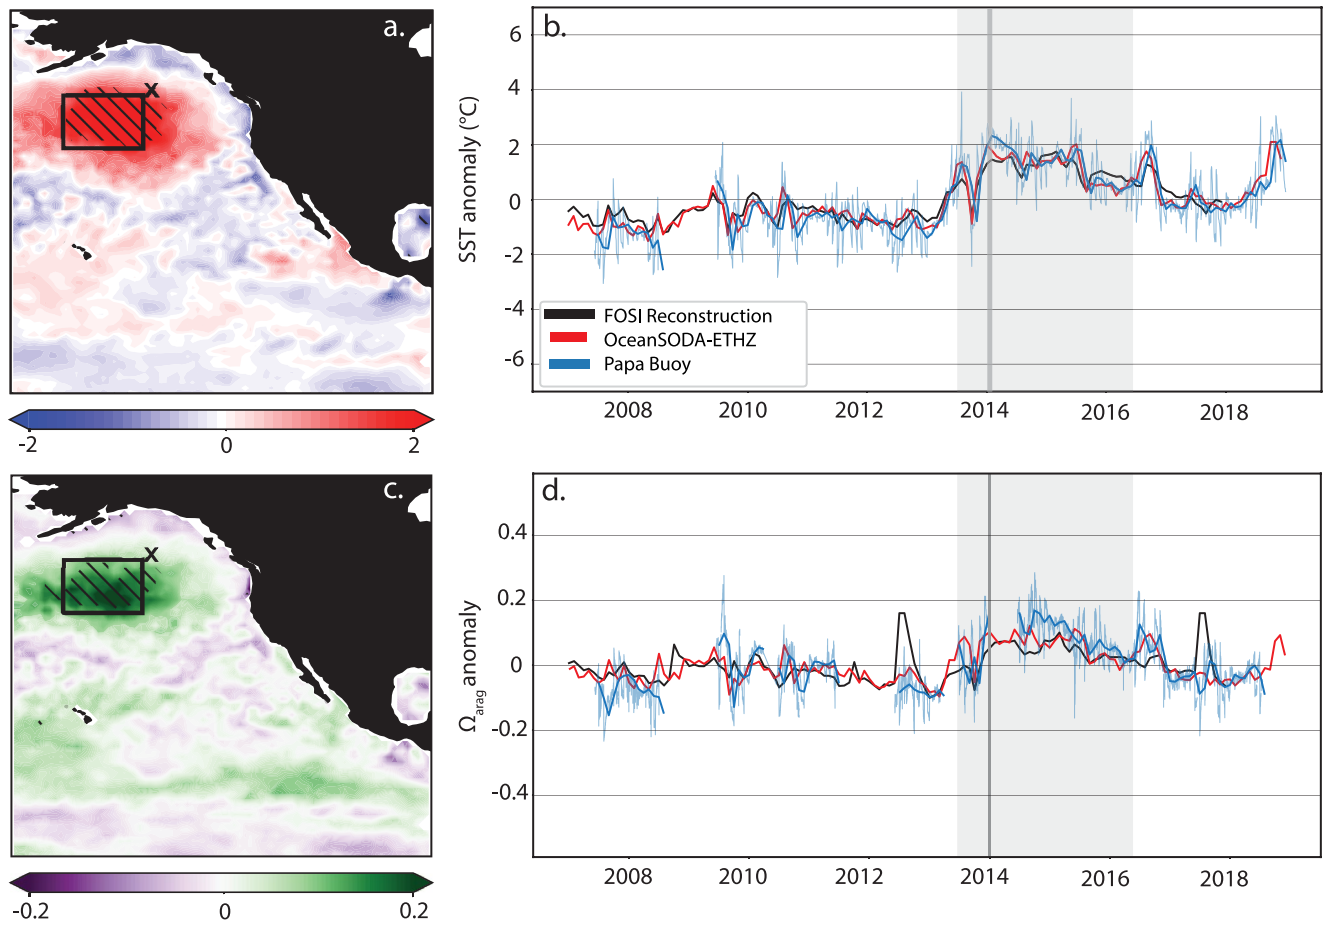 a.
x
-2 0 2
b.
SST anomaly (°C)
6
4
2
0
-2
-4
-6
FOSI Reconstruction
OceanSODA-ETHZ
Papa Buoy
2008 2010 2012 2014 2016 2018
c.
x
-0.2 0 0.2
d.
Ωarag anomaly
0.4
0.2
0
-0.2
-0.4
2008 2010 2012 2014 2016 2018